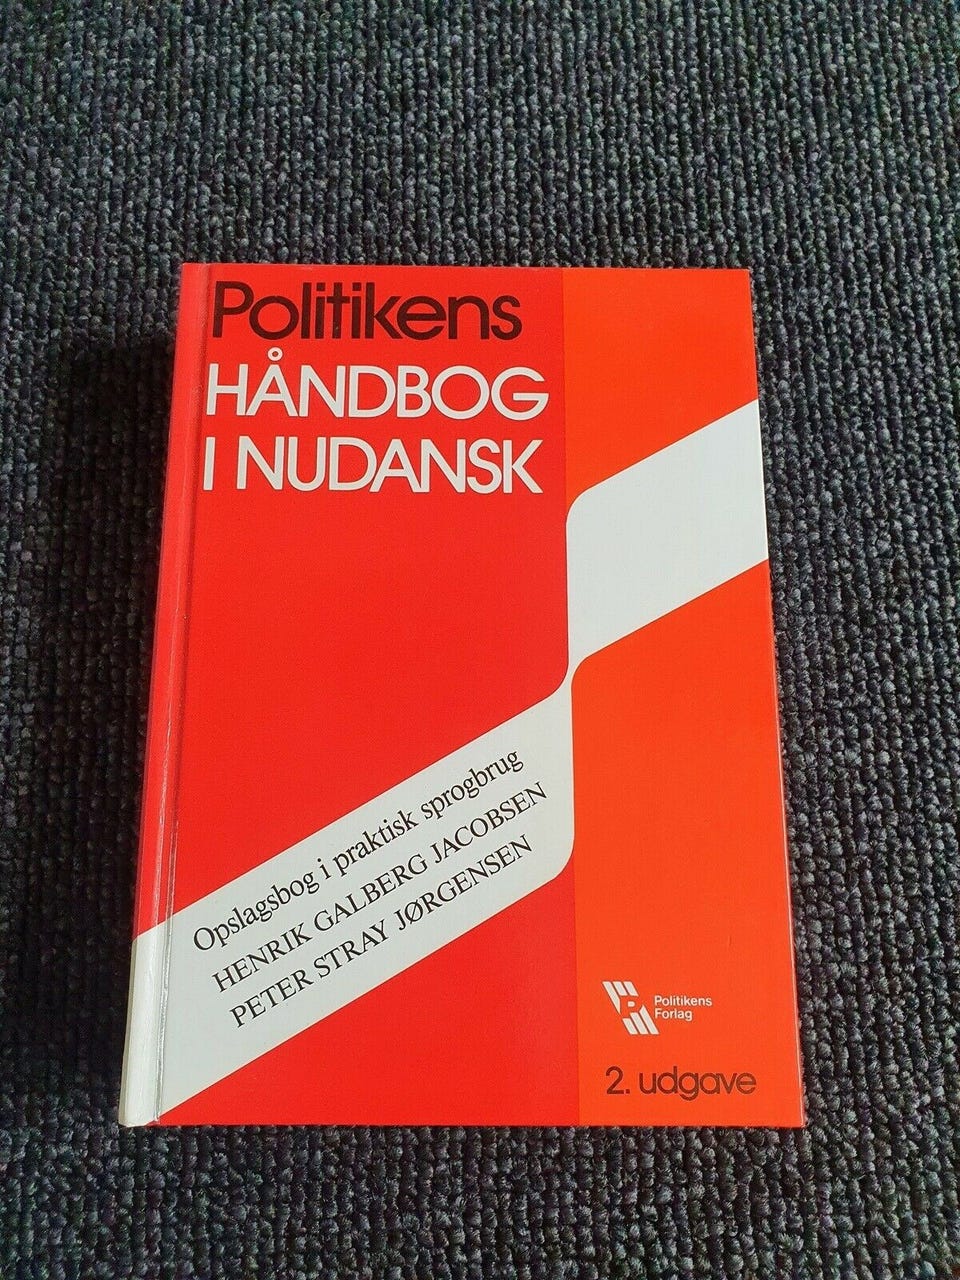 Politikens
HÅNDBOG
I NUDANSK
Opslagsbog i praktisk sprogbrug
HENRIK GALBERG JACOBSEN
PETER STRAY JØRGENSEN
Politikens
Forlag
2. udgave